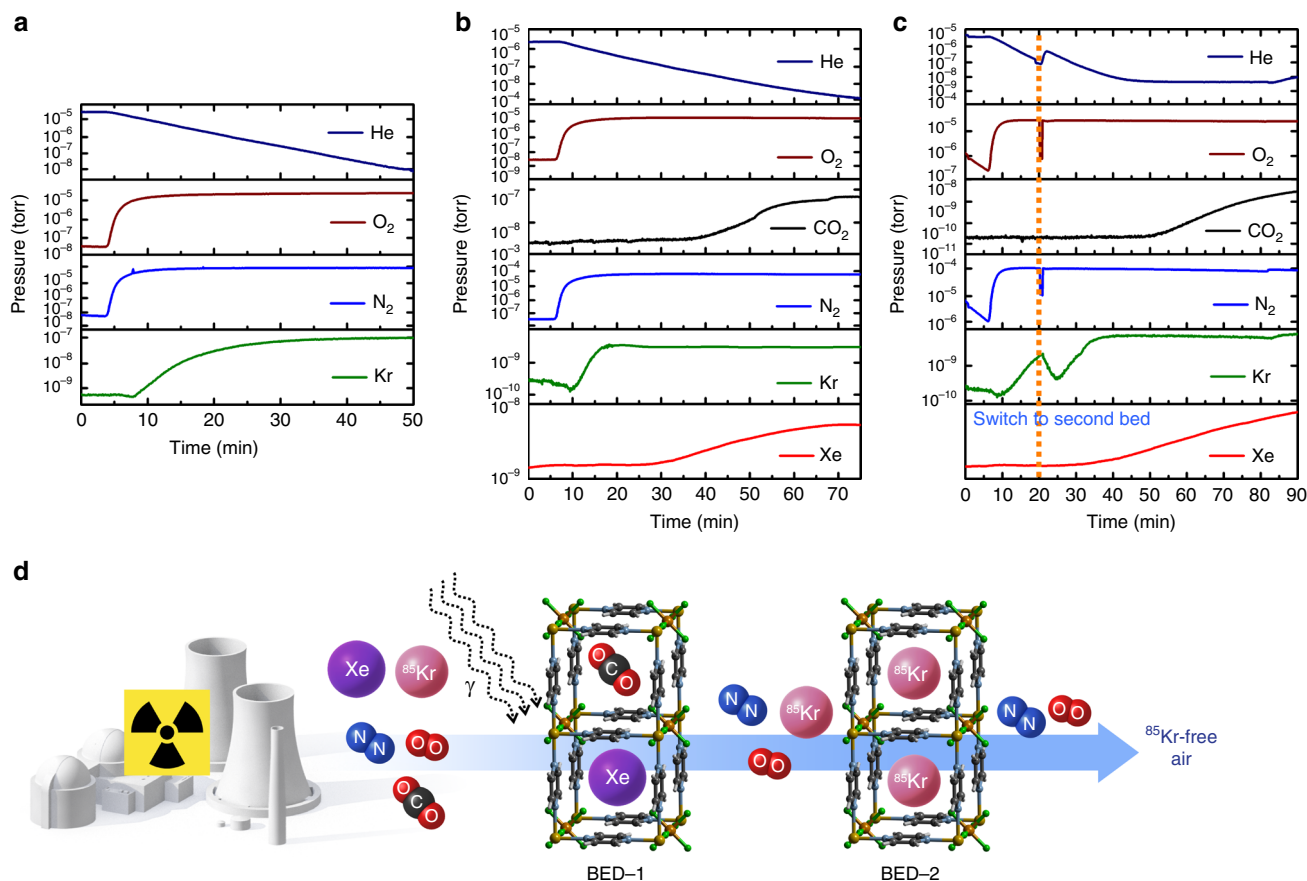 a
Pressure (torr)
10⁻⁵
10⁻⁶
10⁻⁷
10⁻⁸
He
10⁻⁵
10⁻⁶
10⁻⁷
10⁻⁸
O₂
10⁻⁵
10⁻⁶
10⁻⁷
10⁻⁸
N₂
10⁻⁷
10⁻⁸
10⁻⁹
Kr
0 10 20 30 40 50
Time (min)
b
Pressure (torr)
10⁻⁵
10⁻⁶
10⁻⁷
10⁻⁸
10⁻⁴
He
10⁻⁵
10⁻⁶
10⁻⁷
10⁻⁸
10⁻⁹
O₂
10⁻⁷
10⁻⁸
10⁻³
CO₂
10⁻⁴
10⁻⁵
10⁻⁶
10⁻⁷
10⁻⁸
N₂
10⁻⁹
10⁻¹⁰
Kr
10⁻⁸
10⁻⁹
Xe
0 10 20 30 40 50 60 70
Time (min)
c
Pressure (torr)
10⁻⁵
10⁻⁶
10⁻⁷
10⁻⁹
10⁻⁴
He
10⁻⁵
10⁻⁶
10⁻⁷
O₂
10⁻⁸
10⁻⁹
10⁻¹⁰
10⁻¹¹
CO₂
10⁻⁴
10⁻⁵
10⁻⁶
N₂
10⁻⁹
10⁻¹⁰
Kr
Switch to second bed
Xe
0 10 20 30 40 50 60 70 80 90
Time (min)
d
Xe
⁸⁵Kr
N N
O O
O C O
γ
O C O
Xe
BED–1
N N
⁸⁵Kr
O O
⁸⁵Kr
⁸⁵Kr
BED–2
N N
O O
⁸⁵Kr-free
air